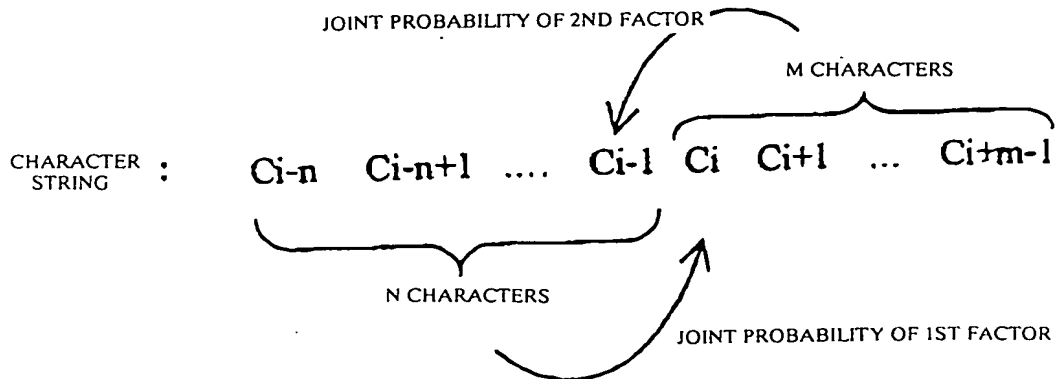 JOINT PROBABILITY OF 2ND FACTOR
M CHARACTERS
CHARACTER
STRING : Ci-n Ci-n+1 .... Ci-1 Ci Ci+1 ... Ci+m-1
N CHARACTERS
JOINT PROBABILITY OF 1ST FACTOR